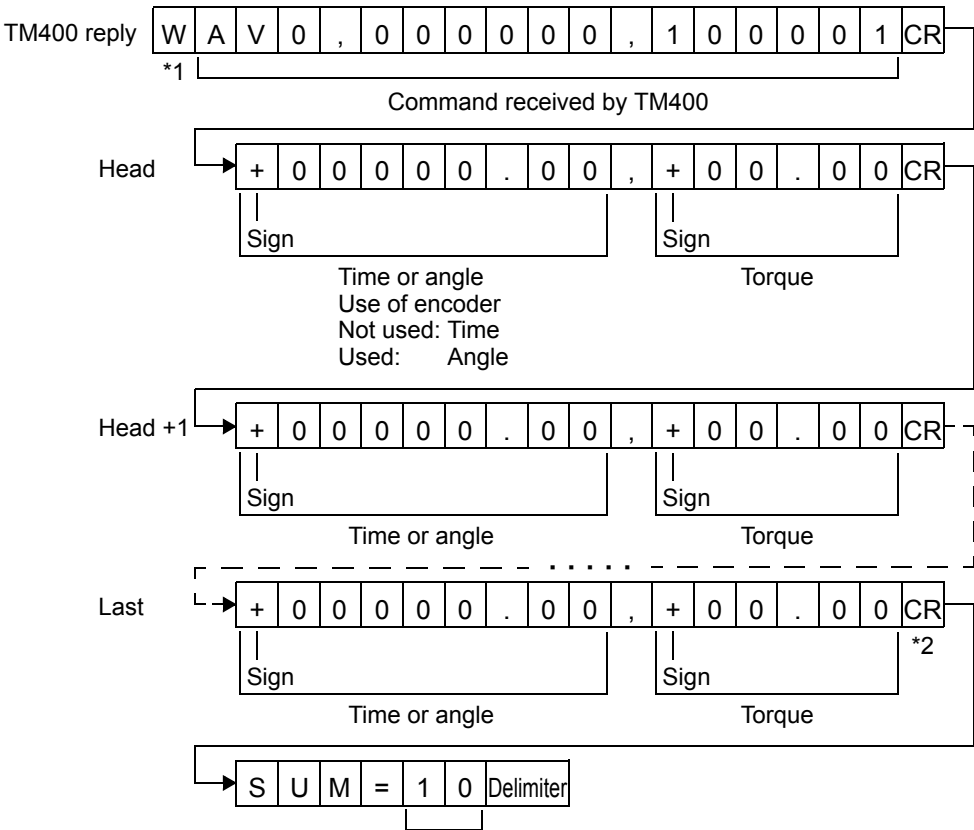 TM400 reply W A V 0 , 0 0 0 0 0 0 , 1 0 0 0 0 1 CR
*1
Command received by TM400
Head + 0 0 0 0 0 . 0 0 , + 0 0 . 0 0 CR
Sign Sign
Time or angle Torque
Use of encoder
Not used: Time
Used: Angle
Head +1 + 0 0 0 0 0 . 0 0 , + 0 0 . 0 0 CR
Sign Sign
Time or angle Torque
Last + 0 0 0 0 0 . 0 0 , + 0 0 . 0 0 CR
*2
Sign Sign
Time or angle Torque
S U M = 1 0 Delimiter